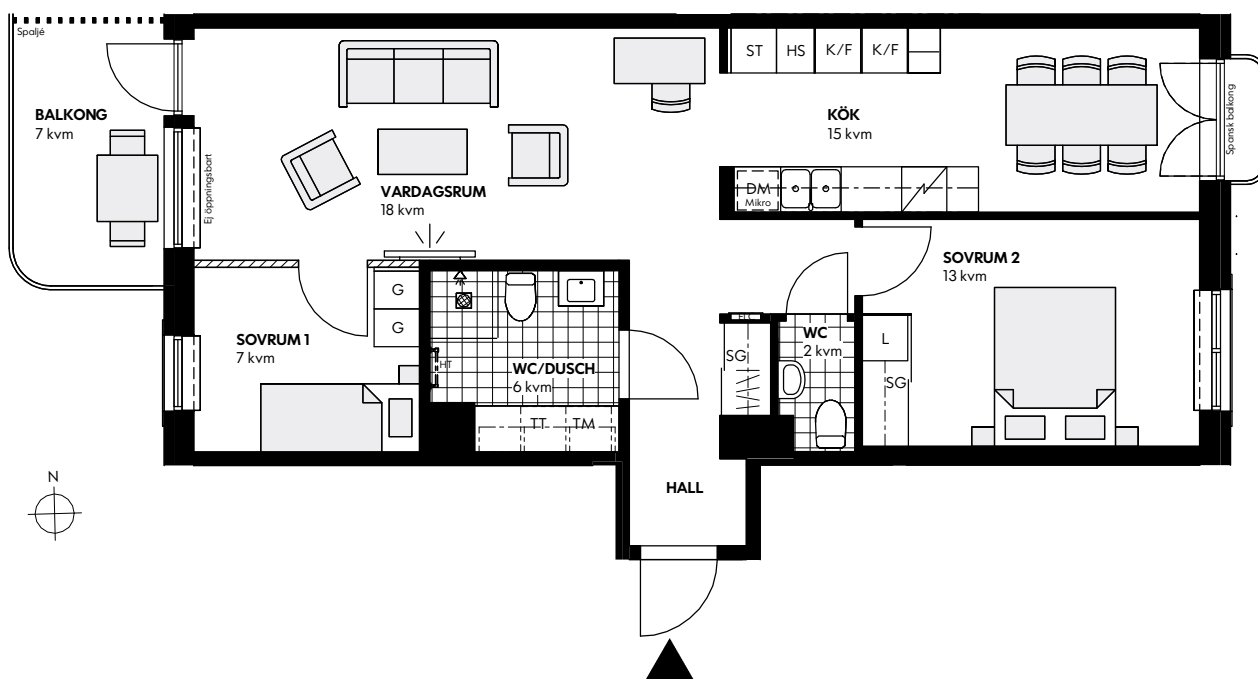 Spaljé
BALKONG
7 kvm
Ej öppningsbart
VARDAGSRUM
18 kvm
ST
HS
K/F
K/F
KÖK
15 kvm
Spansk balkong
DM
Mikro
SOVRUM 2
13 kvm
SOVRUM 1
7 kvm
G
G
HT
WC/DUSCH
6 kvm
TT
TM
SG
WC
2 kvm
L
SG
HALL
N